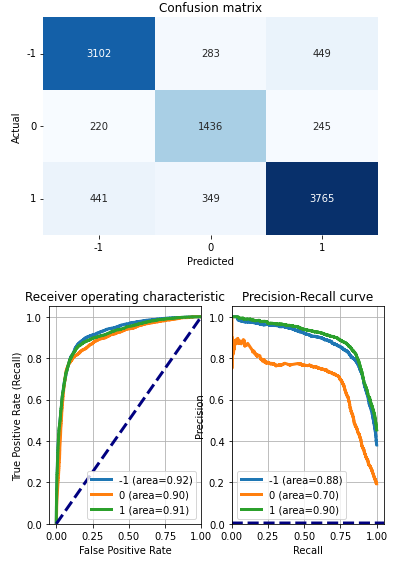 Confusion matrix
Actual
-1 3102 283 449
0 220 1436 245
1 441 349 3765
-1 0 1
Predicted
Receiver operating characteristic
True Positive Rate (Recall)
1.0
0.8
0.6
0.4
0.2
0.0
-1 (area=0.92)
0 (area=0.90)
1 (area=0.91)
0.00 0.25 0.50 0.75 1.00
False Positive Rate
Precision-Recall curve
Precision
1.0
0.8
0.6
0.4
0.2
0.0
-1 (area=0.88)
0 (area=0.70)
1 (area=0.90)
0.00 0.25 0.50 0.75 1.00
Recall